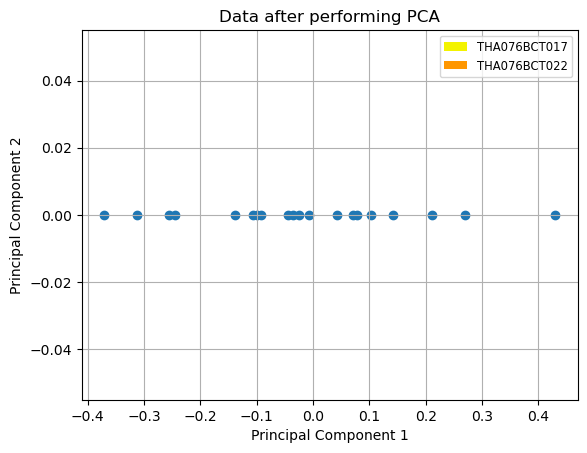 Data after performing PCA
THA076BCT017
THA076BCT022
0.04
0.02
0.00
−0.02
−0.04
Principal Component 2
−0.4 −0.3 −0.2 −0.1 0.0 0.1 0.2 0.3 0.4
Principal Component 1